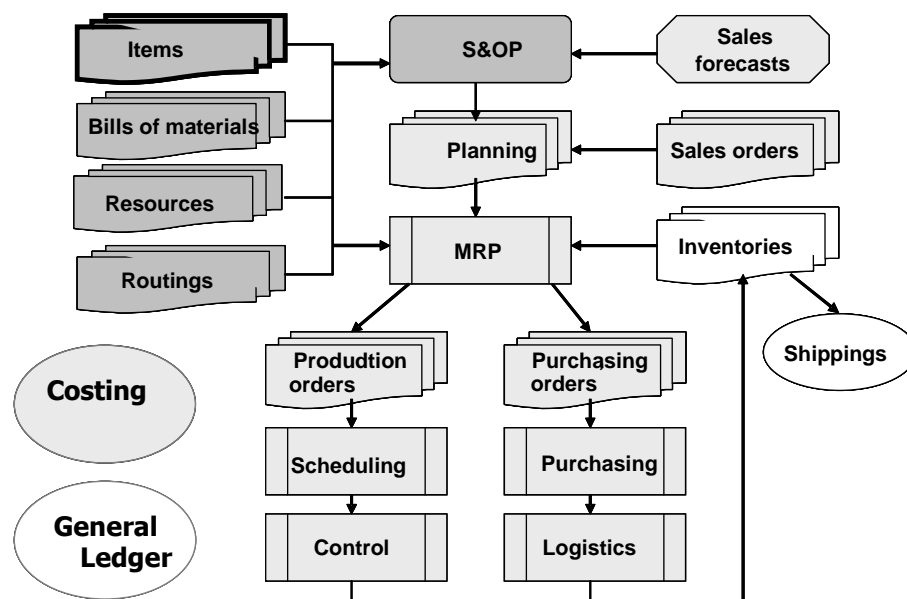 Items
S&OP
Sales
forecasts
Bills of materials
Planning
Sales orders
Resources
MRP
Inventories
Routings
Produdtion
orders
Purchasing
orders
Shippings
Costing
Scheduling
Purchasing
General
Ledger
Control
Logistics